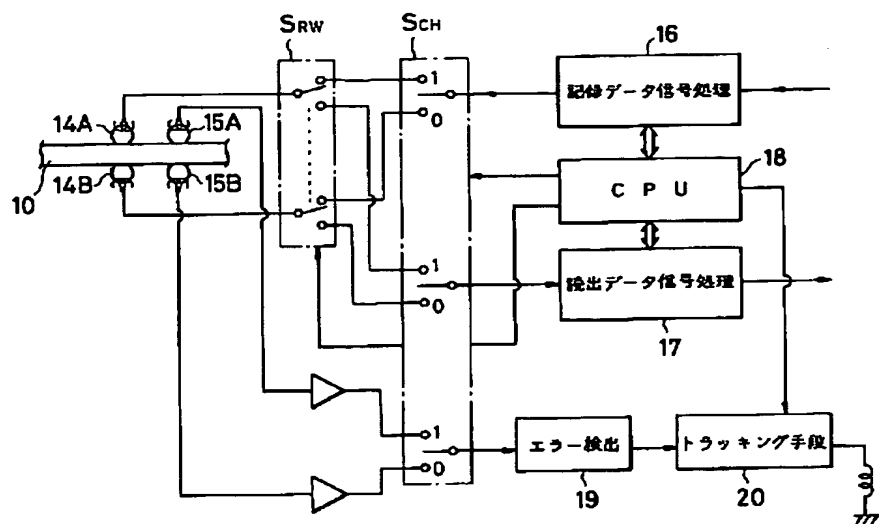 SRW
SCH
16
記録データ信号処理
14A
15A
14B
15B
10
1
0
18
CPU
1
0
読出データ信号処理
17
1
0
エラー検出
トラッキング手段
19
20